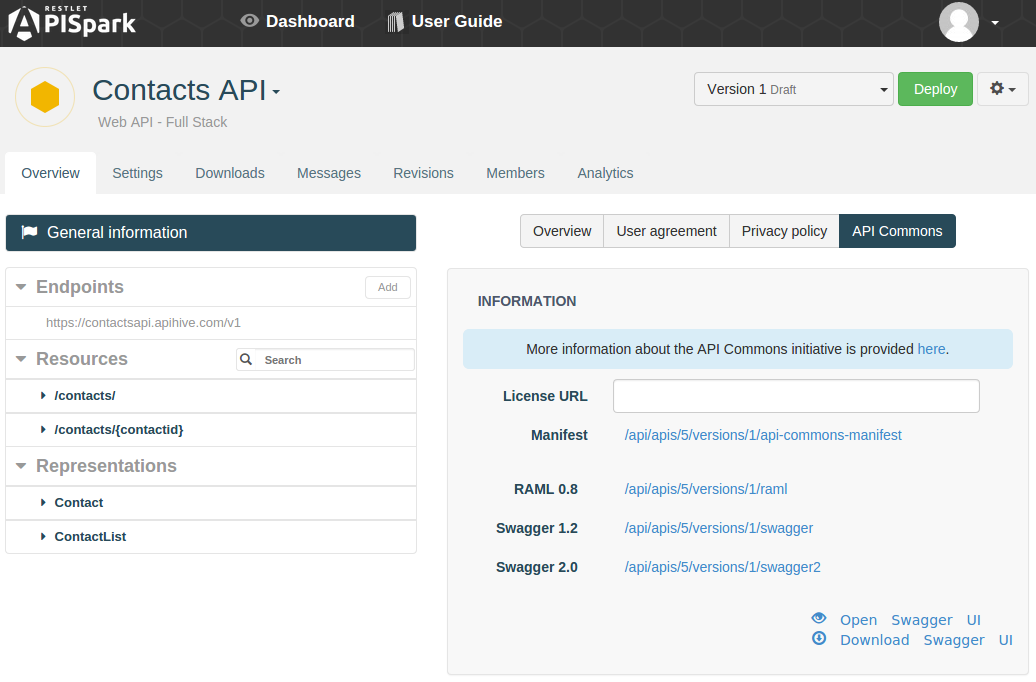 RESTLET
APISpark
Dashboard
User Guide
Contacts API
Web API - Full Stack
Version 1 Draft
Deploy
Overview
Settings
Downloads
Messages
Revisions
Members
Analytics
General information
Endpoints
Add
https://contactsapi.apihive.com/v1
Resources
Search
/contacts/
/contacts/{contactid}
Representations
Contact
ContactList
Overview
User agreement
Privacy policy
API Commons
INFORMATION
More information about the API Commons initiative is provided here.
License URL
Manifest /api/apis/5/versions/1/api-commons-manifest
RAML 0.8 /api/apis/5/versions/1/raml
Swagger 1.2 /api/apis/5/versions/1/swagger
Swagger 2.0 /api/apis/5/versions/1/swagger2
Open Swagger UI
Download Swagger UI